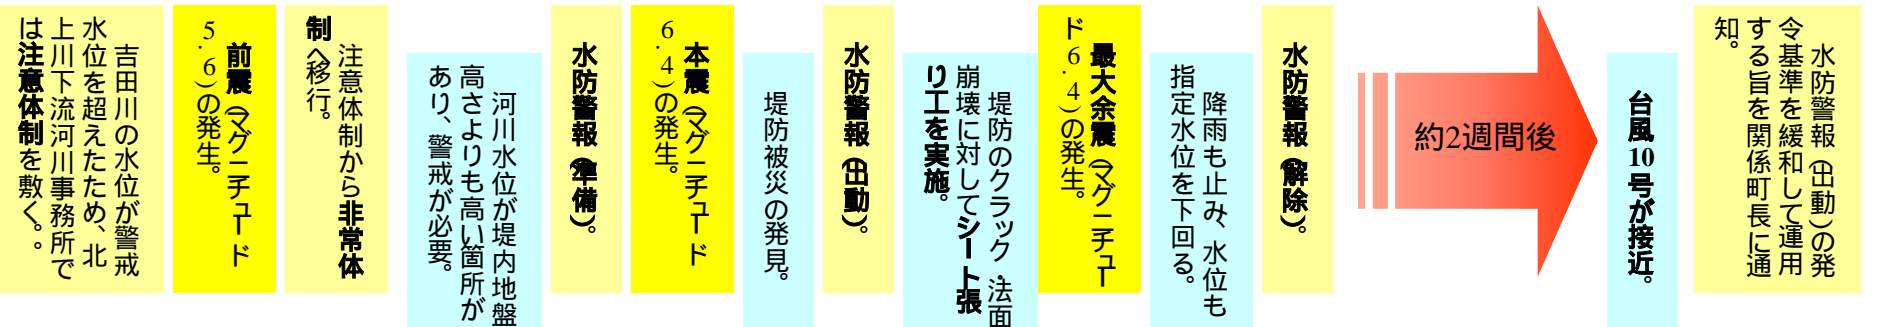 吉田川の水位が警戒
水位を超えたため、北
上川下流河川事務所で
は注意体制を敷く。。
前震（マグニチュード
5.6）の発生。
注意体制から非常体
制へ移行。
河川水位が堤内地盤
高さよりも高い箇所が
あり、警戒が必要。
水防警報（準備）。
本震（マグニチュード
6.4）の発生。
堤防被災の発見。
水防警報（出動）。
堤防のクラック・法面
崩壊に対してシート張
り工を実施。
最大余震（マグニチュー
ド6.4）の発生。
降雨も止み、水位も
指定水位を下回る。
水防警報（解除）。
約2週間後
台風10号が接近。
水防警報（出動）の発
令基準を緩和して運用
する旨を関係町長に通
知。